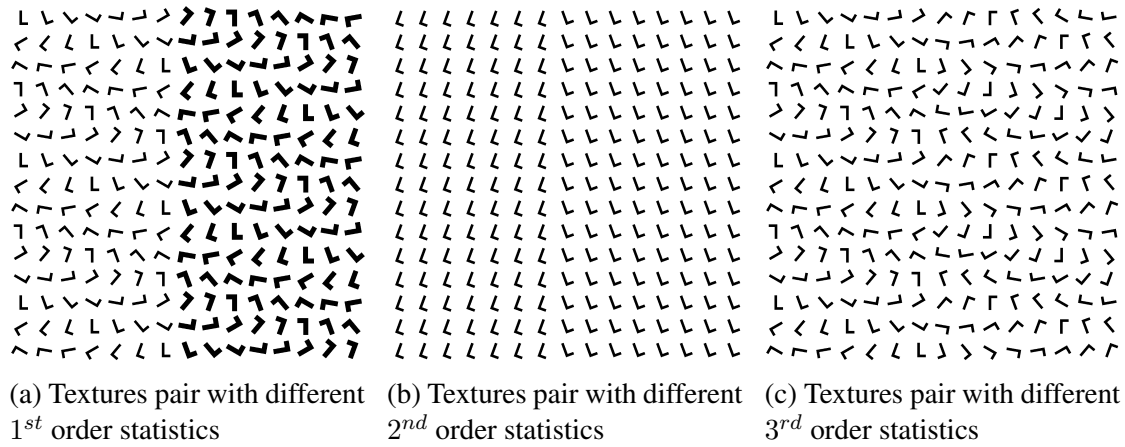 (a) Textures pair with different
1st order statistics
(b) Textures pair with different
2nd order statistics
(c) Textures pair with different
3rd order statistics